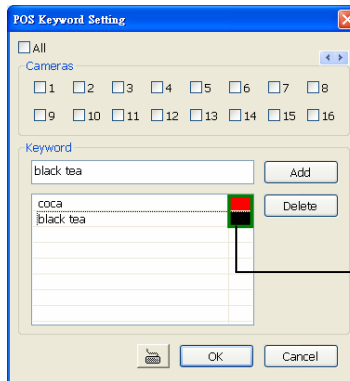 POS Keyword Setting
All
Cameras
1 2 3 4 5 6 7 8
9 10 11 12 13 14 15 16
Keyword
black tea Add
coca Delete
black tea
OK Cancel